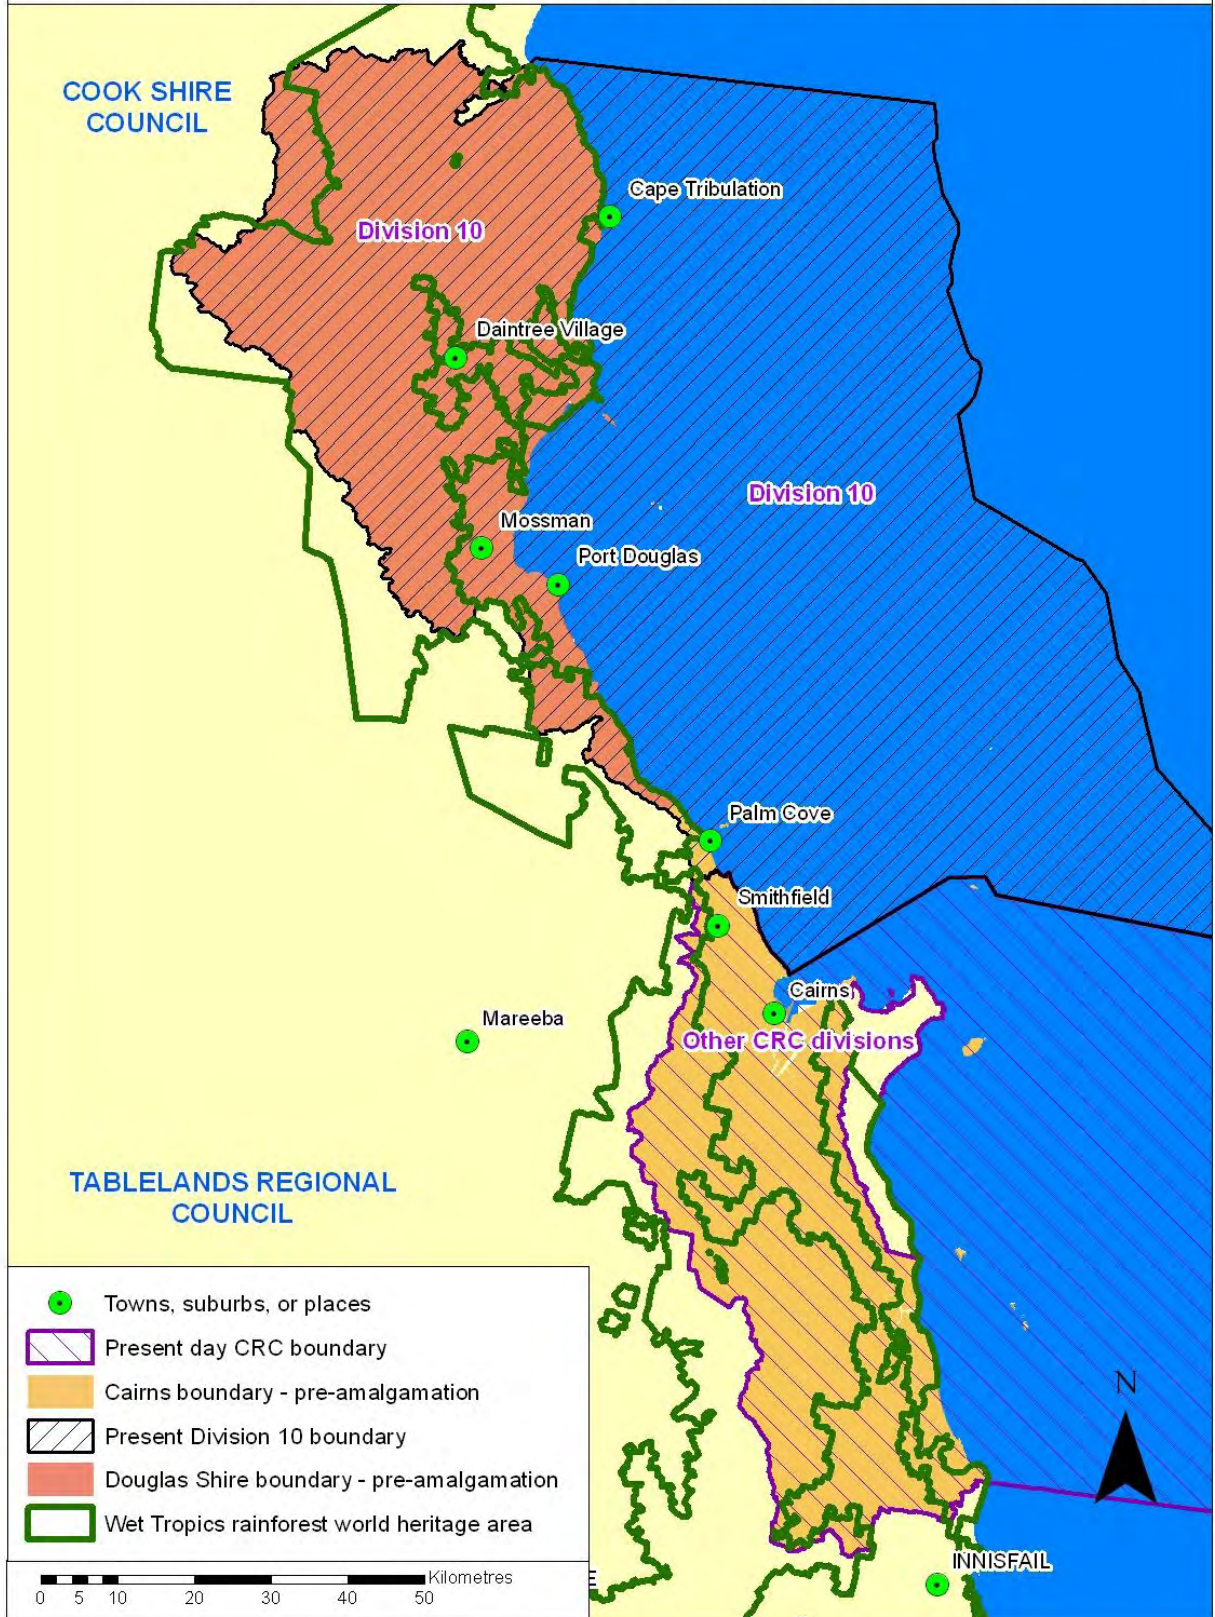 COOK SHIRE
COUNCIL
Cape Tribulation
Division 10
Daintree Village
Division 10
Mossman
Port Douglas
Palm Cove
Smithfield
Cairns
Mareeba
Other CRC divisions
TABLELANDS REGIONAL
COUNCIL
Towns, suburbs, or places
Present day CRC boundary
Cairns boundary - pre-amalgamation
Present Division 10 boundary
Douglas Shire boundary - pre-amalgamation
Wet Tropics rainforest world heritage area
N
INNISFAIL
E
Kilometres
0 5 10 20 30 40 50